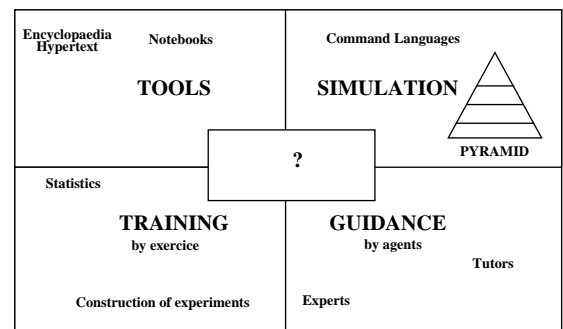 Encyclopaedia
Hypertext
Notebooks
TOOLS
Command Languages
SIMULATION
PYRAMID
?
Statistics
TRAINING
by exercice
Construction of experiments
GUIDANCE
by agents
Tutors
Experts